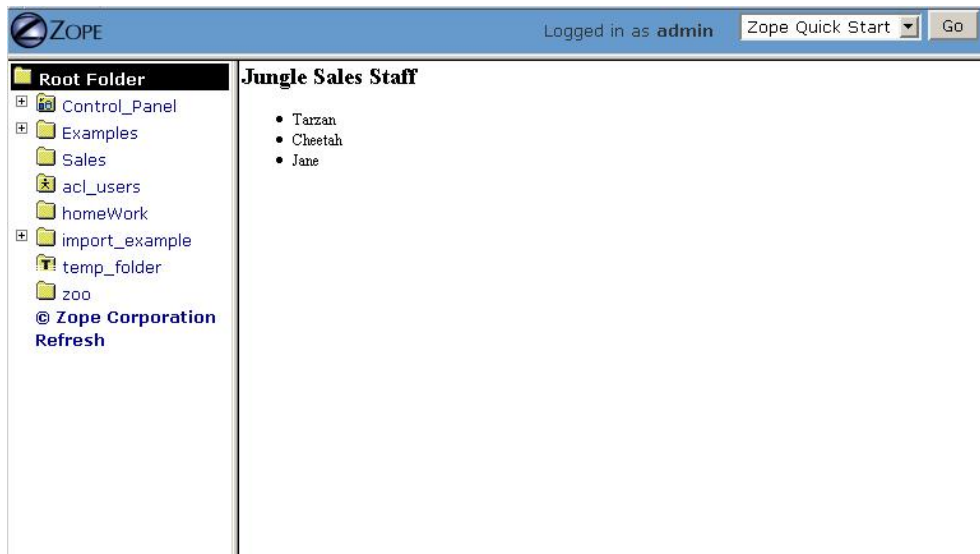 ZOPE
Logged in as admin
Zope Quick Start
Go
Root Folder
Control_Panel
Examples
Sales
acl_users
homeWork
import_example
temp_folder
zoo
© Zope Corporation
Refresh
Jungle Sales Staff
• Tarzan
• Cheetah
• Jane